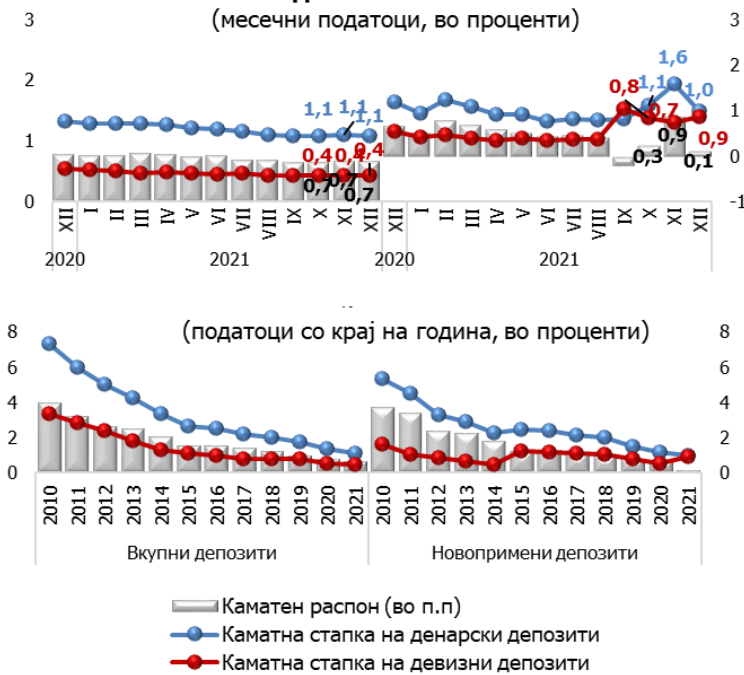 (месечни податоци, во проценти)
3
2
1
0
1,1
1,1
1,1
0,4
0,4
0,4
0,7
0,7
0,7
XII
I
II
III
IV
V
VI
VII
VIII
IX
X
XI
XII
2020
2021
3
2
1
0
-1
0,8
1,1
1,6
1,0
0,7
0,9
0,9
0,3
0,1
XII
I
II
III
IV
V
VI
VII
VIII
IX
X
XI
XII
2020
2021
(податоци со крај на година, во проценти)
8
6
4
2
0
2010
2011
2012
2013
2014
2015
2016
2017
2018
2019
2020
2021
Вкупни депозити
8
6
4
2
0
2010
2011
2012
2013
2014
2015
2016
2017
2018
2019
2020
2021
Новопримени депозити
Каматен распон (во п.п)
Каматна стапка на денарски депозити
Каматна стапка на девизни депозити